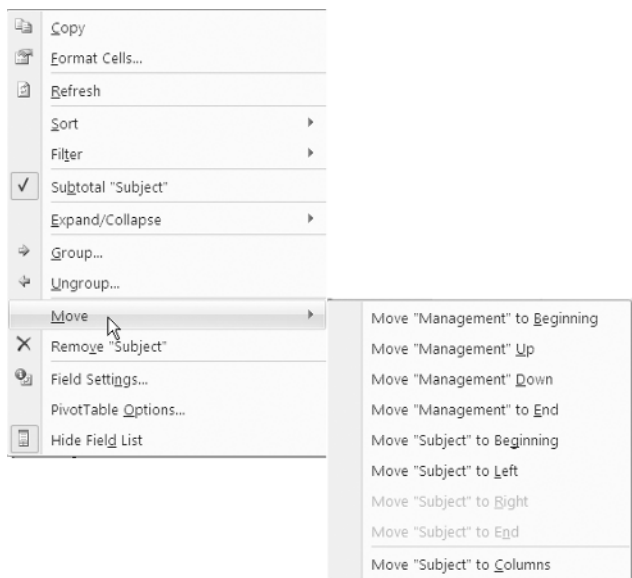 Copy
Format Cells...
Refresh
Sort
Filter
Subtotal "Subject"
Expand/Collapse
Group...
Ungroup...
Move
Remove "Subject"
Field Settings...
PivotTable Options...
Hide Field List
Move "Management" to Beginning
Move "Management" Up
Move "Management" Down
Move "Management" to End
Move "Subject" to Beginning
Move "Subject" to Left
Move "Subject" to Right
Move "Subject" to End
Move "Subject" to Columns